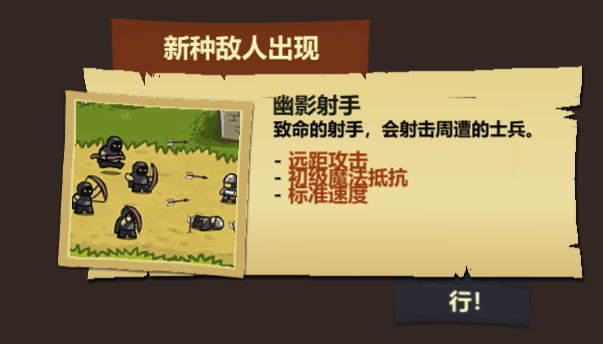 新种敌人出现
幽影射手
致命的射手，会射击周遭的士兵。
- 远距攻击
- 初级魔法抵抗
- 标准速度
行！